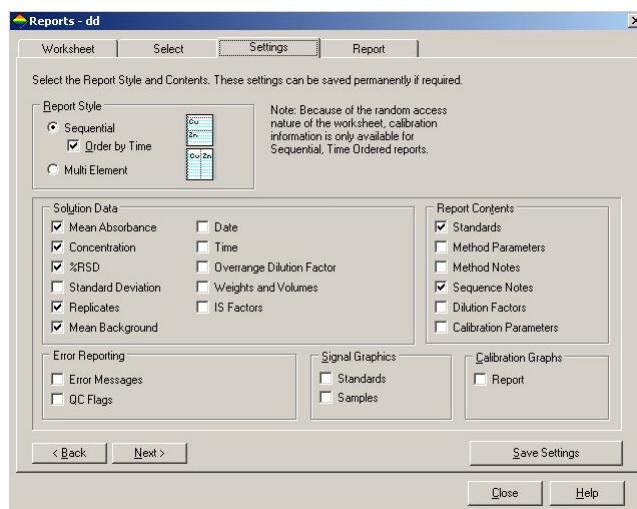 Reports - dd
Worksheet
Select
Settings
Report
Select the Report Style and Contents. These settings can be saved permanently if required.
Report Style
Sequential
Order by Time
Multi Element
Cu
Zn
Cu Zn
Note: Because of the random access
nature of the worksheet, calibration
information is only available for
Sequential, Time Ordered reports.
Solution Data
Mean Absorbance
Concentration
%RSD
Standard Deviation
Replicates
Mean Background
Date
Time
Overrange Dilution Factor
Weights and Volumes
IS Factors
Report Contents
Standards
Method Parameters
Method Notes
Sequence Notes
Dilution Factors
Calibration Parameters
Error Reporting
Error Messages
QC Flags
Signal Graphics
Standards
Samples
Calibration Graphs
Report
< Back
Next >
Save Settings
Close
Help